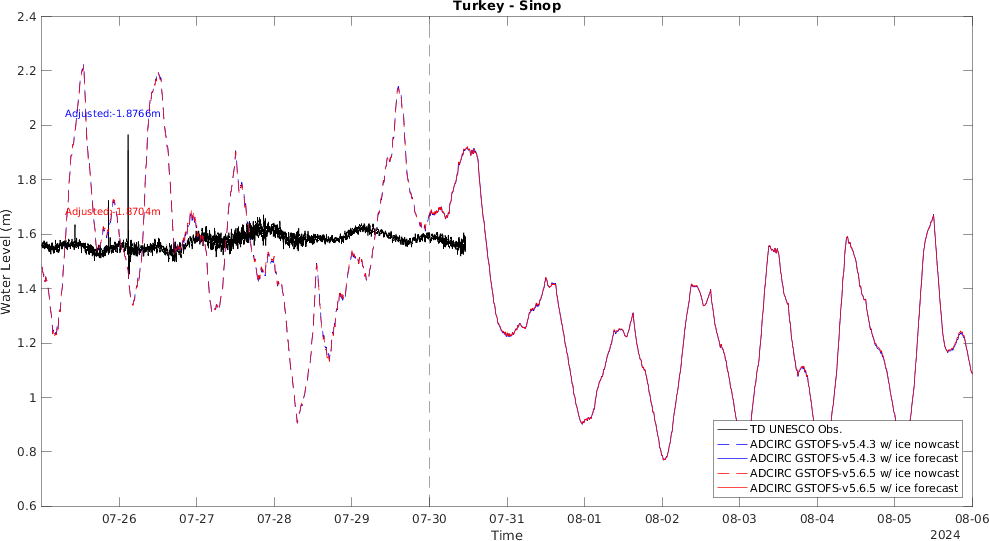 Turkey - Sinop
2.4
2.2
2
1.8
1.6
1.4
1.2
1
0.8
0.6
Water Level (m)
Adjusted:-1.8766m
Adjusted:-1.8704m
TD UNESCO Obs.
ADCIRC GSTOFS-v5.4.3 w/ ice nowcast
ADCIRC GSTOFS-v5.4.3 w/ ice forecast
ADCIRC GSTOFS-v5.6.5 w/ ice nowcast
ADCIRC GSTOFS-v5.6.5 w/ ice forecast
07-26 07-27 07-28 07-29 07-30 07-31 08-01 08-02 08-03 08-04 08-05 08-06
Time
2024